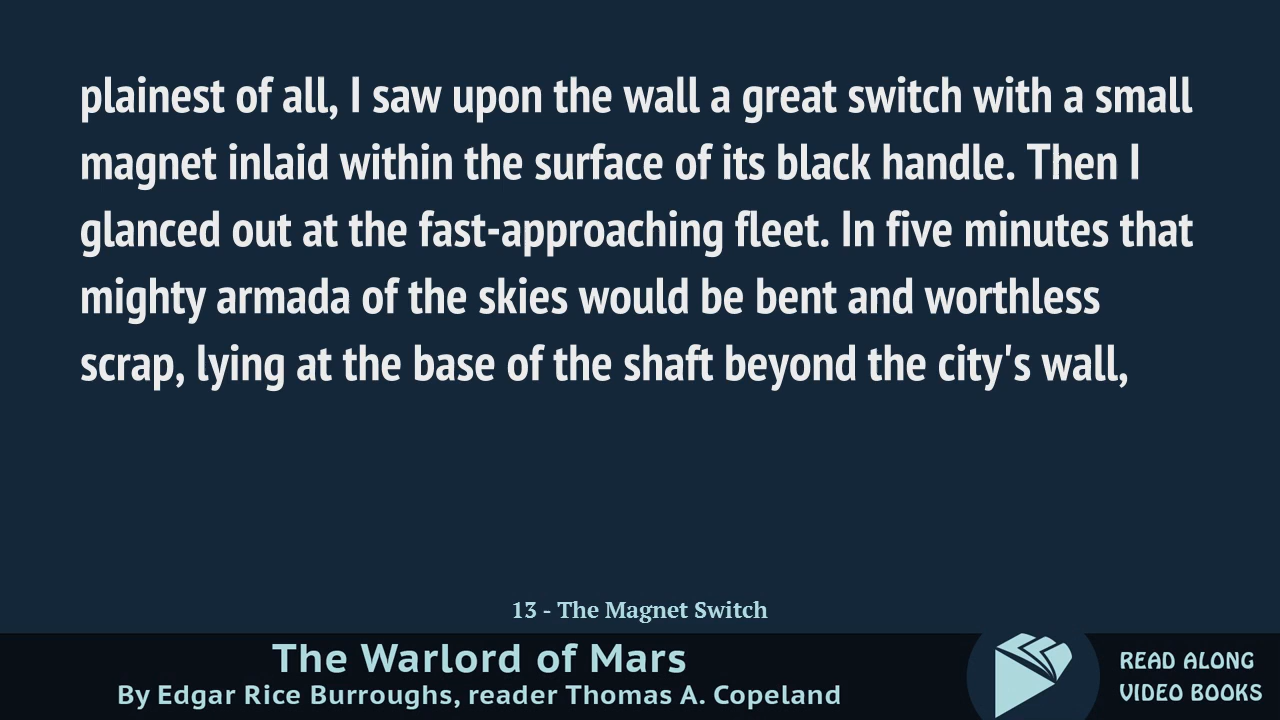 plainest of all, I saw upon the wall a great switch with a small
magnet inlaid within the surface of its black handle. Then I
glanced out at the fast-approaching fleet. In five minutes that
mighty armada of the skies would be bent and worthless
scrap, lying at the base of the shaft beyond the city's wall,
13 - The Magnet Switch
The Warlord of Mars
By Edgar Rice Burroughs, reader Thomas A. Copeland
READ ALONG
VIDEO BOOKS